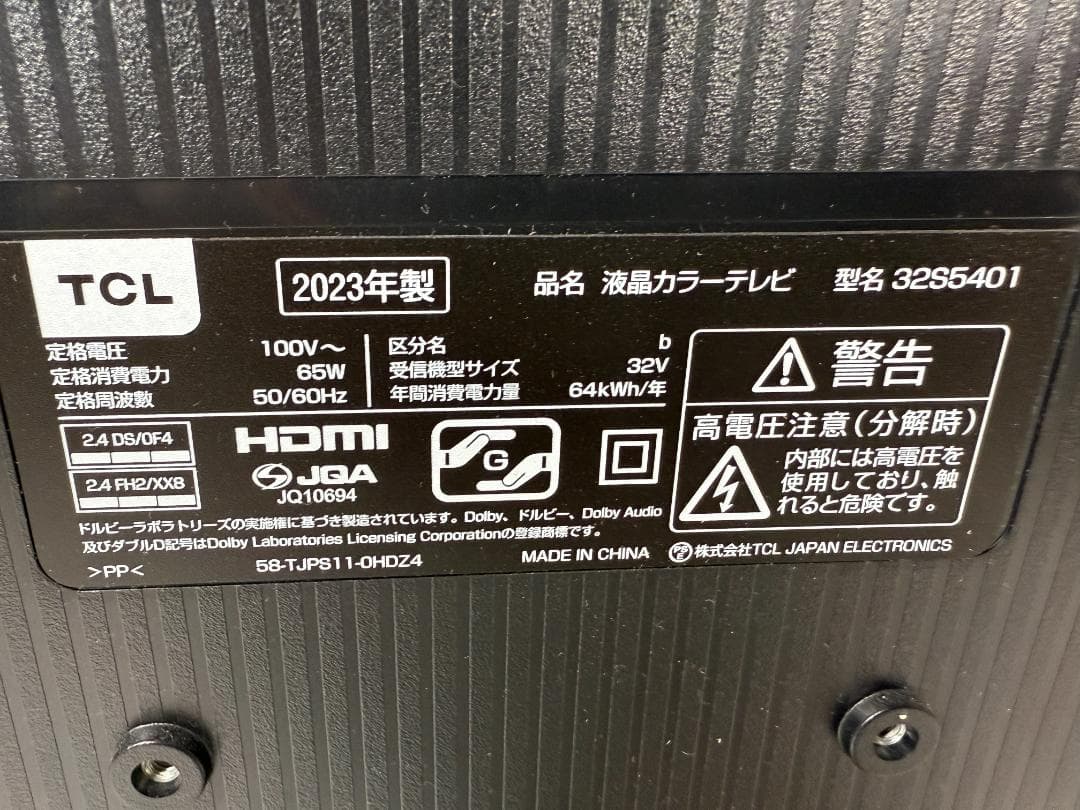 TCL
2023年製
品名 液晶カラーテレビ 型名 32S5401
定格電圧 100V～
定格消費電力 65W
定格周波数 50/60Hz
区分名 b
受信機型サイズ 32V
年間消費電力量 64kWh/年
警告
高電圧注意(分解時)
内部には高電圧を
使用しており、触
れると危険です。
2.4 DS/OF4
2.4 FH2/XX8
HDMI
JQA
JQ10694
G
ドルビーラボラトリーズの実施権に基づき製造されています。Dolby、ドルビー、Dolby Audio
及びダブルD記号はDolby Laboratories Licensing Corporationの登録商標です。
>PP<
58-TJPS11-0HDZ4
MADE IN CHINA
株式会社TCL JAPAN ELECTRONICS